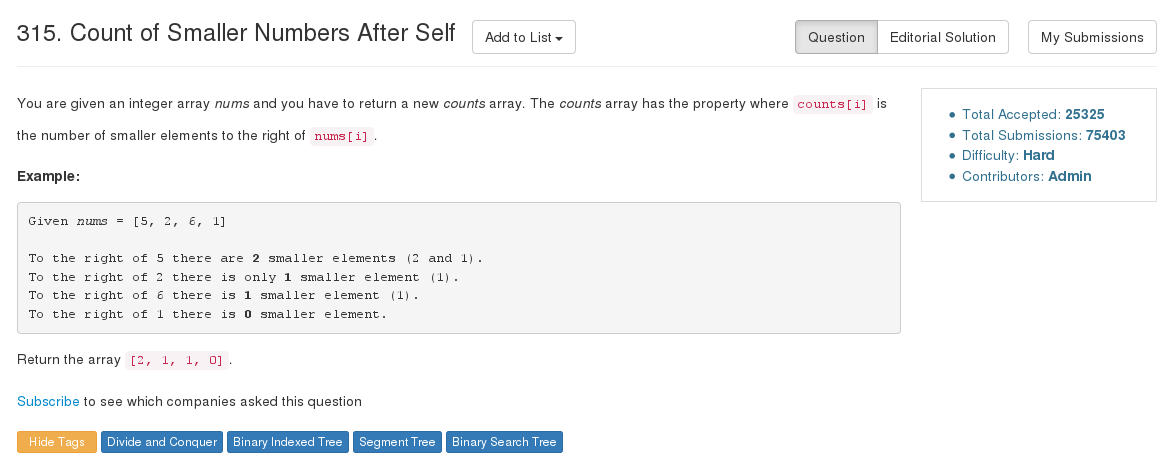 315. Count of Smaller Numbers After Self
Add to List
Question
Editorial Solution
My Submissions
You are given an integer array nums and you have to return a new counts array. The counts array has the property where counts[i] is
the number of smaller elements to the right of nums[i].
Total Accepted: 25325
Total Submissions: 75403
Difficulty: Hard
Contributors: Admin
Example:
Given nums = [5, 2, 6, 1]
To the right of 5 there are 2 smaller elements (2 and 1).
To the right of 2 there is only 1 smaller element (1).
To the right of 6 there is 1 smaller element (1).
To the right of 1 there is 0 smaller element.
Return the array [2, 1, 1, 0].
Subscribe to see which companies asked this question
Hide Tags
Divide and Conquer
Binary Indexed Tree
Segment Tree
Binary Search Tree